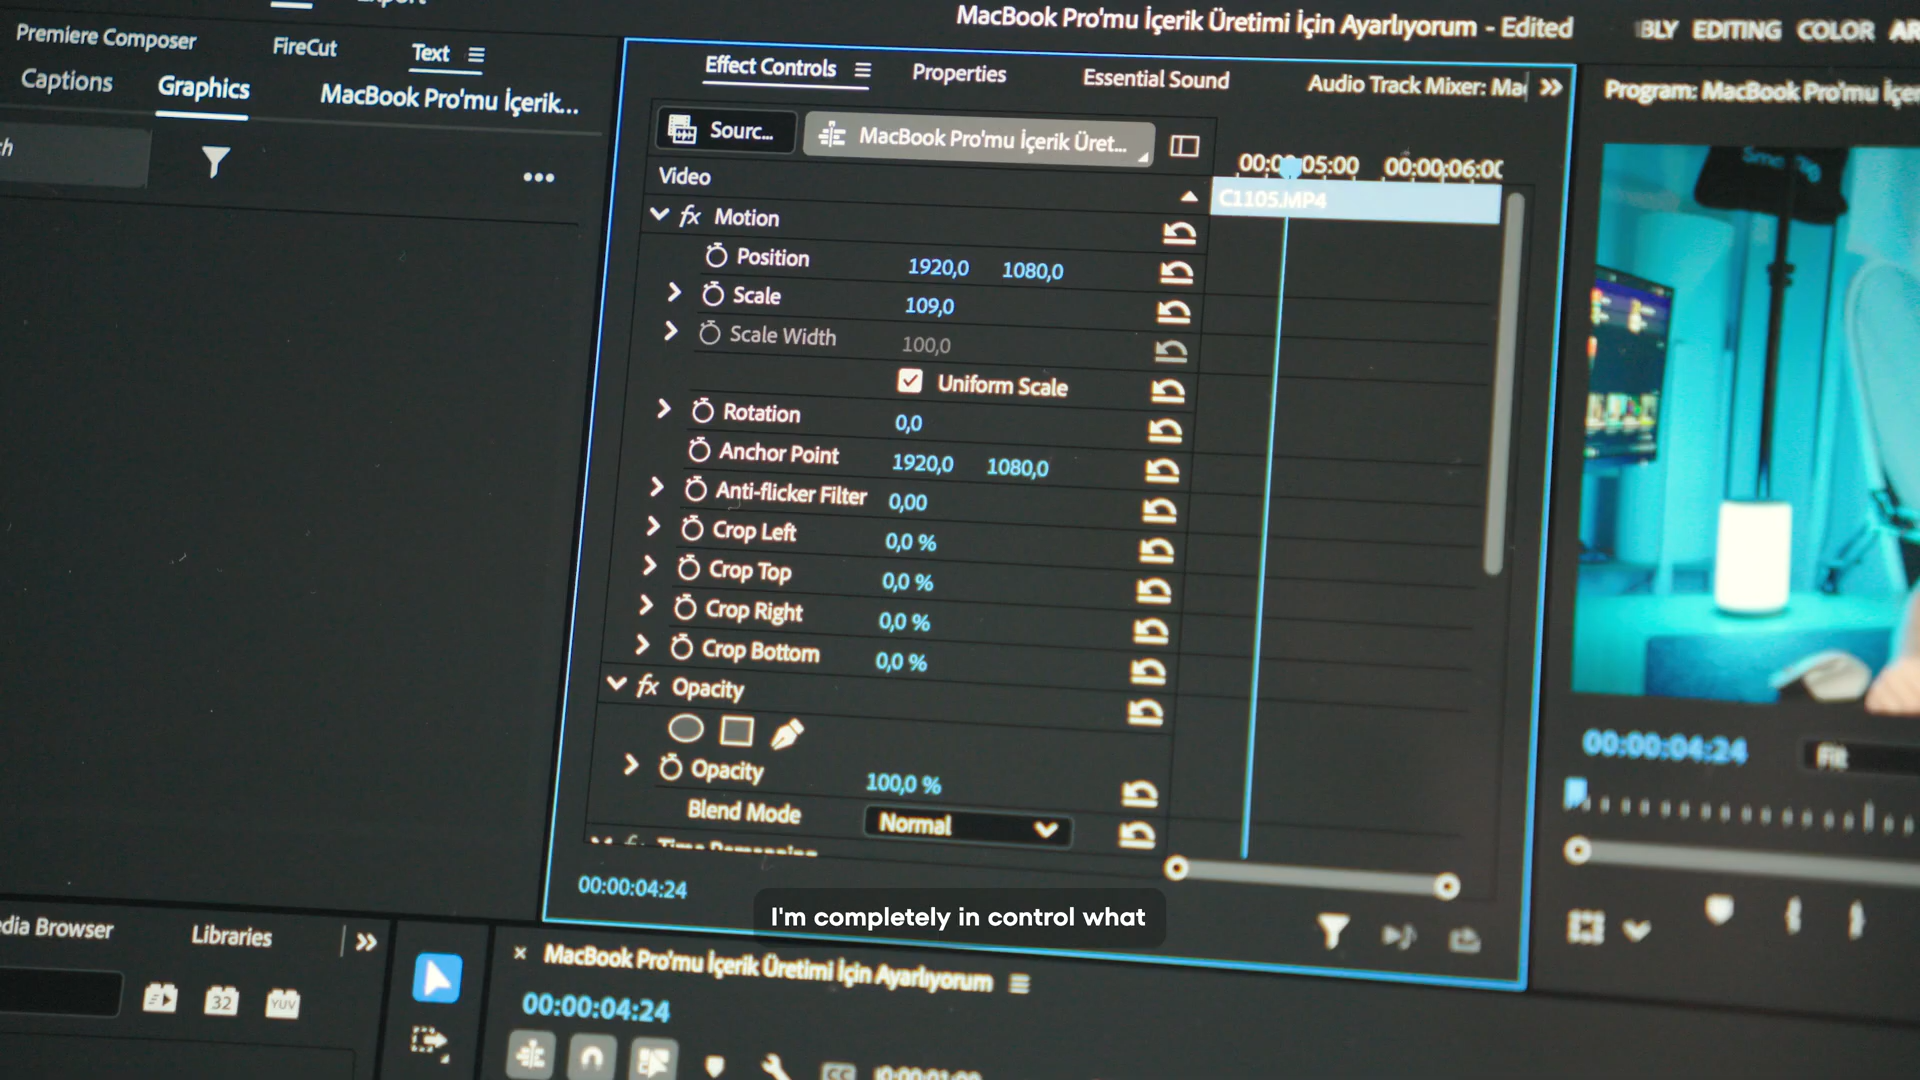 MacBook Pro'mu İçerik Üretimi İçin Ayarlıyorum - Edited
EDITING
COLOR
Premiere Composer
FireCut
Text
Captions
Graphics
MacBook Pro'mu İçerik...
Effect Controls
Properties
Essential Sound
Audio Track Mixer: Ma
Program: MacBook Pro'mu İçe
Sourc...
MacBook Pro'mu İçerik Üret...
00:00:06:00
Video
C1105.MP4
fx Motion
Position 1920,0 1080,0
Scale 109,0
Scale Width 100,0
Uniform Scale
Rotation 0,0
Anchor Point 1920,0 1080,0
Anti-flicker Filter 0,00
Crop Left 0,0 %
Crop Top 0,0 %
Crop Right 0,0 %
Crop Bottom 0,0 %
fx Opacity
Opacity 100,0 %
Blend Mode Normal
00:00:04:24
00:00:04:24
Fit
I'm completely in control what
dia Browser
Libraries
32
YUV
MacBook Pro'mu İçerik Üretimi İçin Ayarlıyorum
00:00:04:24
CC